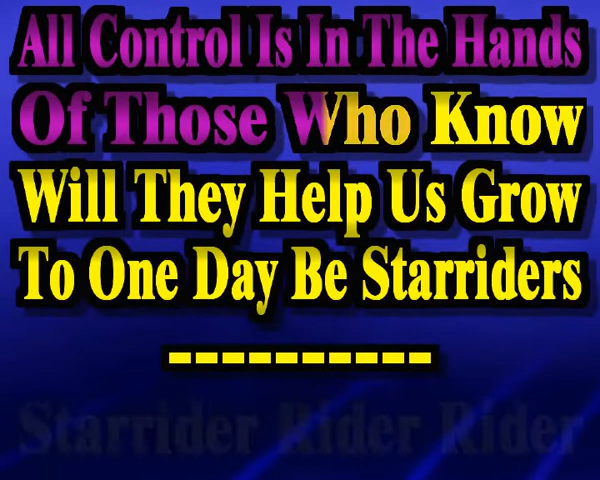 All Control Is In The Hands
Of Those Who Know
Will They Help Us Grow
To One Day Be Starriders
----------
Starrider Rider Rider